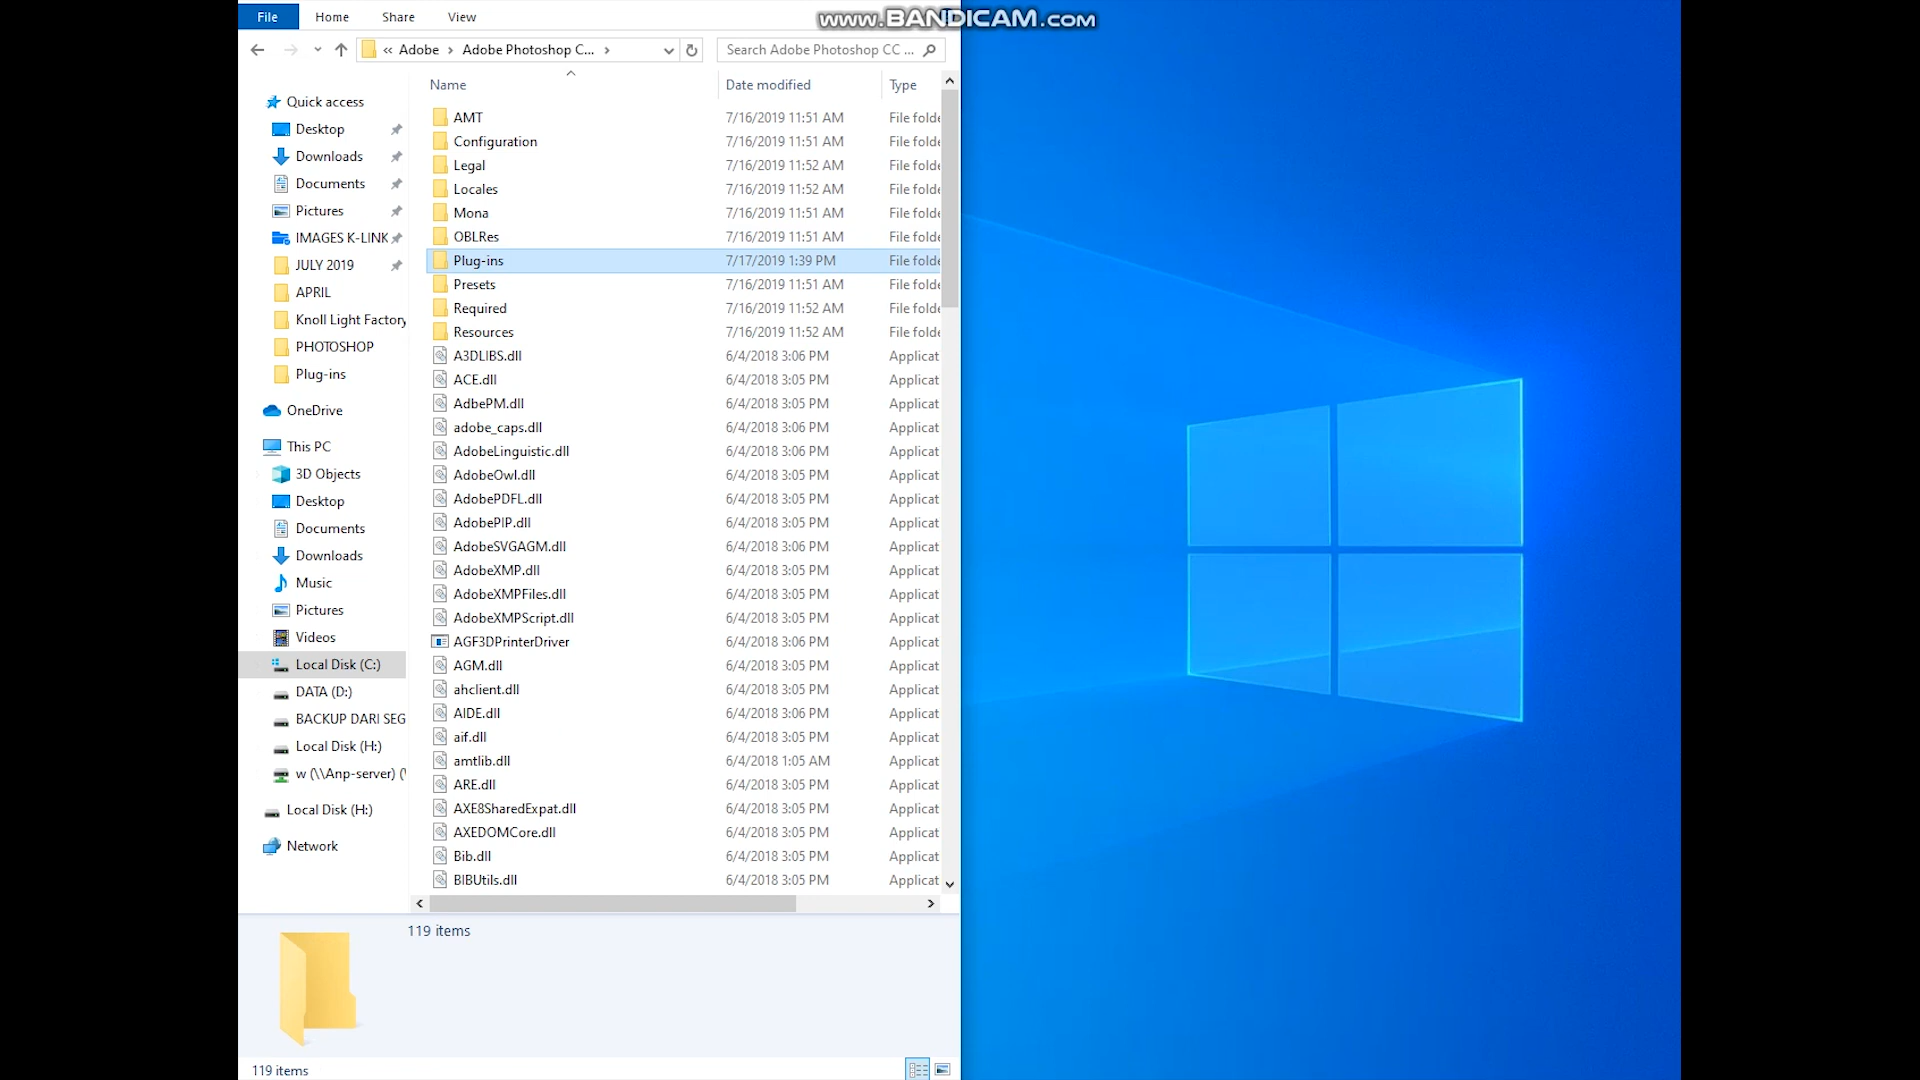 www.BANDICAM.com
File Home Share View
« Adobe › Adobe Photoshop C... ›
Search Adobe Photoshop CC ...
Name Date modified Type
Quick access
Desktop
Downloads
Documents
Pictures
IMAGES K-LINK
JULY 2019
APRIL
Knoll Light Factory
PHOTOSHOP
Plug-ins
OneDrive
This PC
3D Objects
Desktop
Documents
Downloads
Music
Pictures
Videos
Local Disk (C:)
DATA (D:)
BACKUP DARI SEG
Local Disk (H:)
w (\\Anp-server) (
Local Disk (H:)
Network
AMT 7/16/2019 11:51 AM File folde
Configuration 7/16/2019 11:51 AM File folde
Legal 7/16/2019 11:52 AM File folde
Locales 7/16/2019 11:52 AM File folde
Mona 7/16/2019 11:51 AM File folde
OBLRes 7/16/2019 11:51 AM File folde
Plug-ins 7/17/2019 1:39 PM File folde
Presets 7/16/2019 11:51 AM File folde
Required 7/16/2019 11:52 AM File folde
Resources 7/16/2019 11:52 AM File folde
A3DLIBS.dll 6/4/2018 3:06 PM Applicat
ACE.dll 6/4/2018 3:05 PM Applicat
AdbePM.dll 6/4/2018 3:05 PM Applicat
adobe_caps.dll 6/4/2018 3:06 PM Applicat
AdobeLinguistic.dll 6/4/2018 3:06 PM Applicat
AdobeOwl.dll 6/4/2018 3:05 PM Applicat
AdobePDFL.dll 6/4/2018 3:05 PM Applicat
AdobePIP.dll 6/4/2018 3:05 PM Applicat
AdobeSVGAGM.dll 6/4/2018 3:06 PM Applicat
AdobeXMP.dll 6/4/2018 3:05 PM Applicat
AdobeXMPFiles.dll 6/4/2018 3:05 PM Applicat
AdobeXMPScript.dll 6/4/2018 3:05 PM Applicat
AGF3DPrinterDriver 6/4/2018 3:06 PM Applicat
AGM.dll 6/4/2018 3:05 PM Applicat
ahclient.dll 6/4/2018 3:05 PM Applicat
AIDE.dll 6/4/2018 3:06 PM Applicat
aif.dll 6/4/2018 3:05 PM Applicat
amtlib.dll 6/4/2018 1:05 AM Applicat
ARE.dll 6/4/2018 3:05 PM Applicat
AXE8SharedExpat.dll 6/4/2018 3:05 PM Applicat
AXEDOMCore.dll 6/4/2018 3:05 PM Applicat
Bib.dll 6/4/2018 3:05 PM Applicat
BIBUtils.dll 6/4/2018 3:05 PM Applicat
119 items
119 items